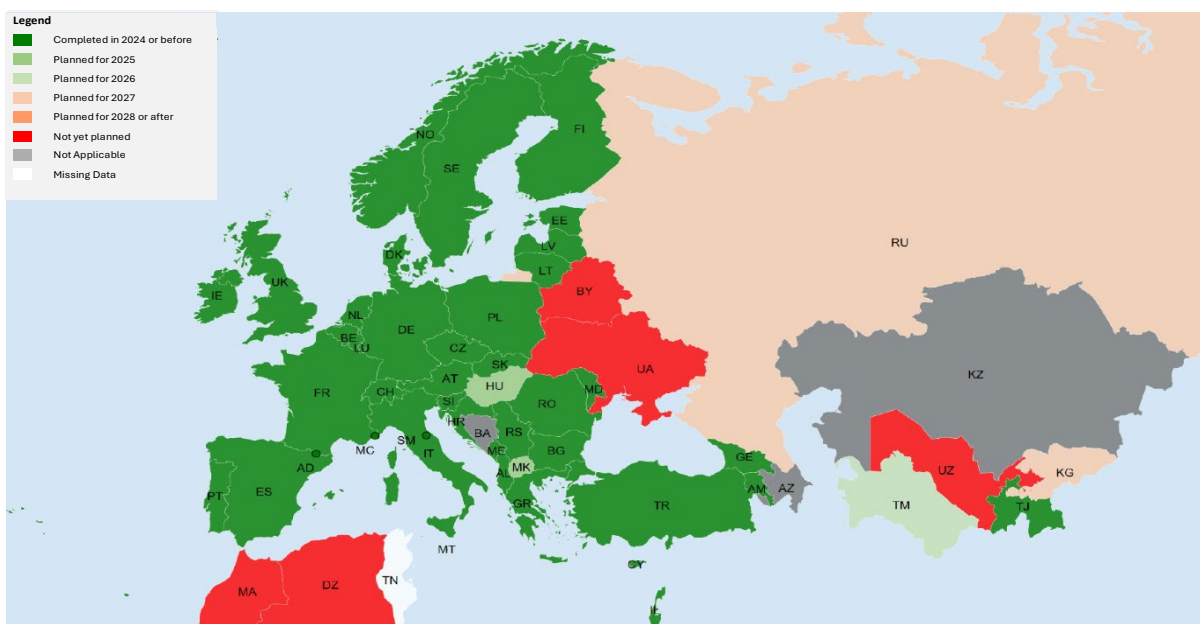 Legend
Completed in 2024 or before
Planned for 2025
Planned for 2026
Planned for 2027
Planned for 2028 or after
Not yet planned
Not Applicable
Missing Data
NO
FI
SE
EE
RU
LV
DK
LT
UK
BY
IE
NL
PL
DE
BE
LU
CZ
SK
UA
KZ
AT
HU
MD
FR
CH
SI
RO
HR
BA
RS
SM
MC
IT
ME
BG
GE
AD
AL
MK
UZ
KG
ES
PT
GR
TR
AM
AZ
TM
TJ
MT
CY
TN
DZ
MA
IL